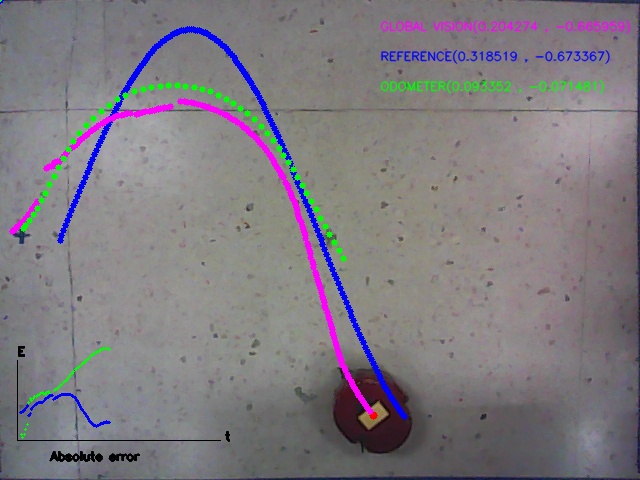 GLOBAL VISION(0.204274 , -0.665959)
REFERENCE(0.318519 , -0.673367)
ODOMETER(0.093352 , -0.071481)
E
t
Absolute error